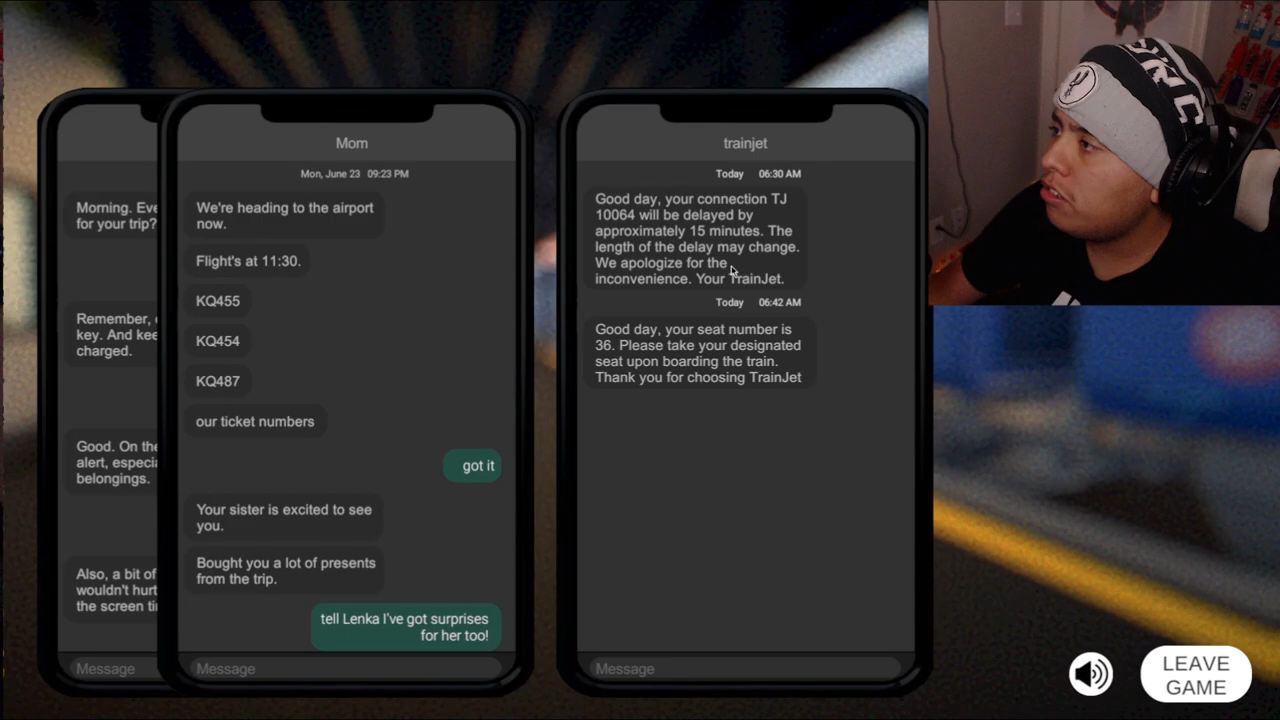 Morning. Eve
for your trip?
Remember,
key. And kee
charged.
Good. On the
alert, especia
belongings.
Also, a bit of
wouldn't hurt
the screen ti
Message
Mom
Mon, June 23 09:23 PM
We're heading to the airport
now.
Flight's at 11:30.
KQ455
KQ454
KQ487
our ticket numbers
got it
Your sister is excited to see
you.
Bought you a lot of presents
from the trip.
tell Lenka I've got surprises
for her too!
Message
trainjet
Today 06:30 AM
Good day, your connection TJ
10064 will be delayed by
approximately 15 minutes. The
length of the delay may change.
We apologize for the
inconvenience. Your TrainJet.
Today 06:42 AM
Good day, your seat number is
36. Please take your designated
seat upon boarding the train.
Thank you for choosing TrainJet
Message
LEAVE
GAME